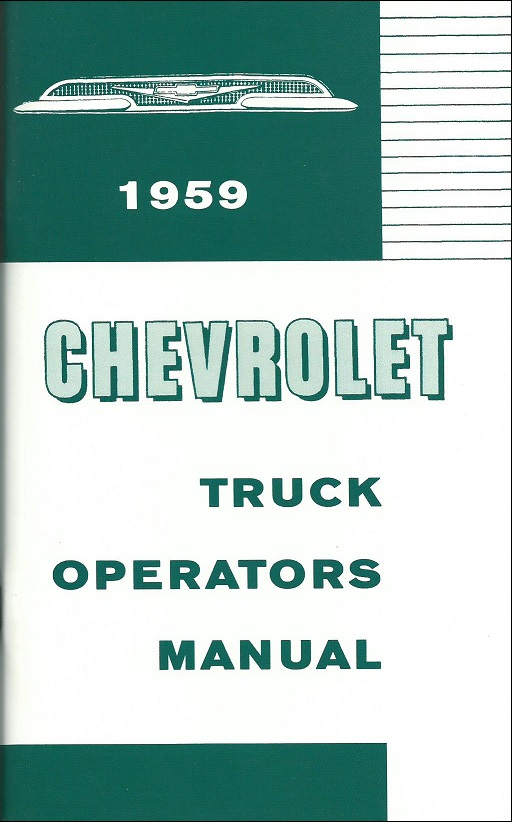 1959
CHEVROLET
TRUCK
OPERATORS
MANUAL